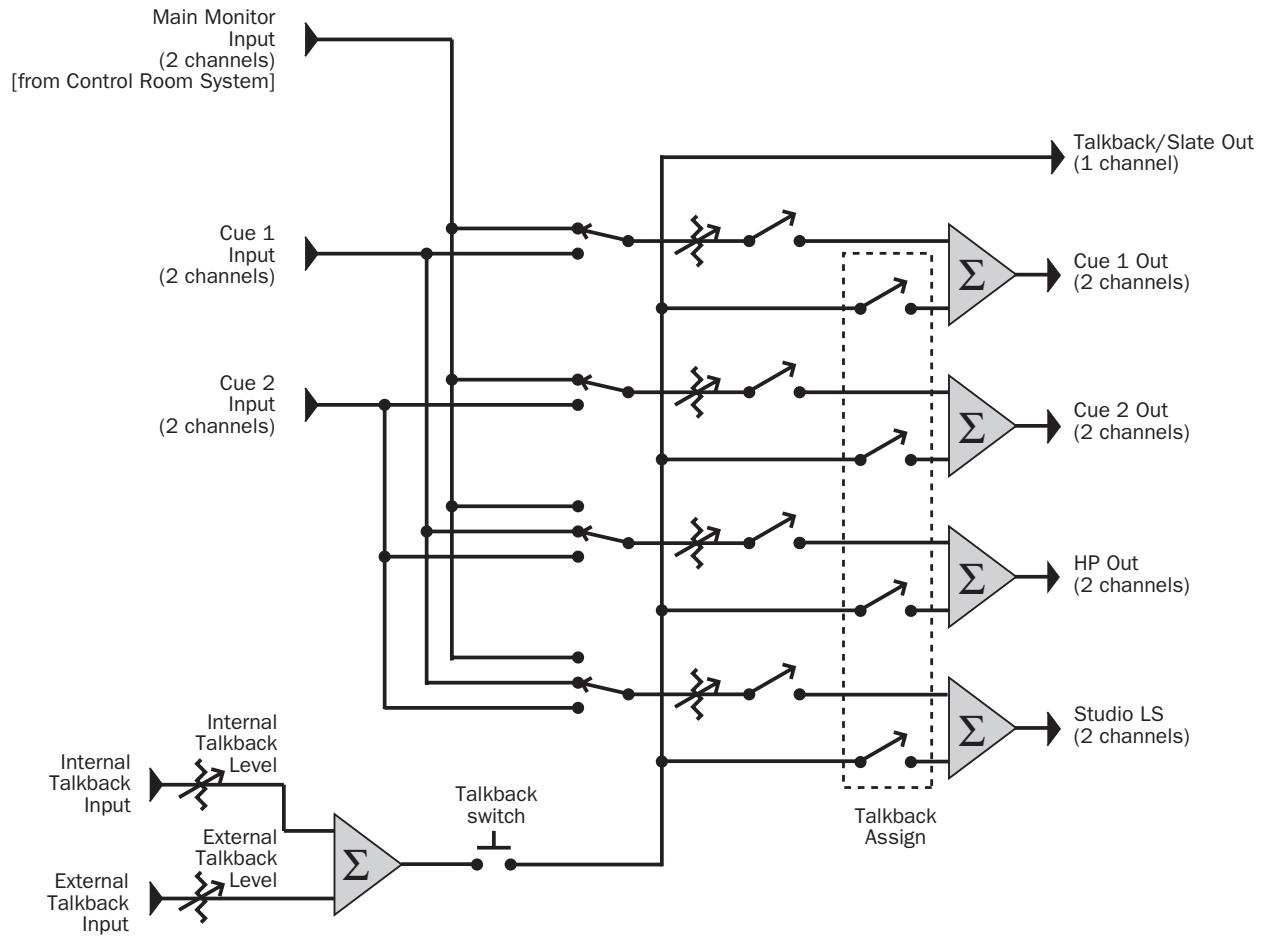 Main Monitor
Input
(2 channels)
[from Control Room System]
Talkback/Slate Out
(1 channel)
Cue 1
Input
(2 channels)
Σ
Cue 1 Out
(2 channels)
Cue 2
Input
(2 channels)
Σ
Cue 2 Out
(2 channels)
Σ
HP Out
(2 channels)
Σ
Studio LS
(2 channels)
Internal
Talkback
Level
Internal
Talkback
Input
Talkback
switch
Talkback
Assign
External
Talkback
Level
Σ
External
Talkback
Input